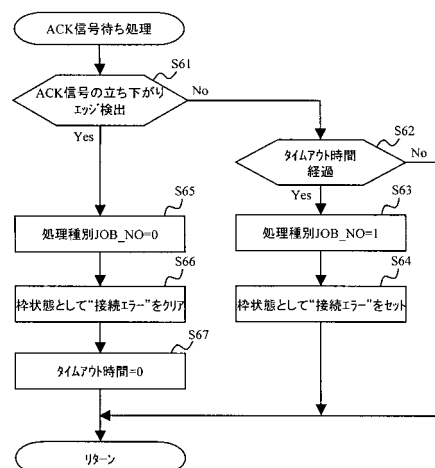 ACK信号待ち処理
S61
ACK信号の立ち下がり
エッジ検出
No
Yes
S62
タイムアウト時間
経過
No
Yes
S65
処理種別JOB_NO=0
S63
処理種別JOB_NO=1
S66
枠状態として“接続エラー”をクリア
S64
枠状態として“接続エラー”をセット
S67
タイムアウト時間=0
リターン